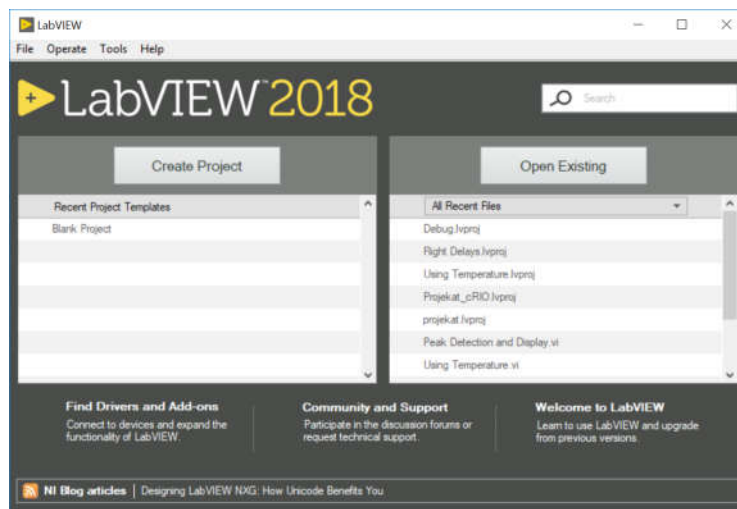 LabVIEW
File Operate Tools Help
LabVIEW™ 2018
Search
Create Project
Recent Project Templates
Blank Project
Open Existing
All Recent Files
Debug.lvproj
Flight Delays.lvproj
Using Temperature.lvproj
Projekat_cRIO.lvproj
projekat.lvproj
Peak Detection and Display.vi
Using Temperature.vi
Find Drivers and Add-ons
Connect to devices and expand the
functionality of LabVIEW.
Community and Support
Participate in the discussion forums or
request technical support.
Welcome to LabVIEW
Learn to use LabVIEW and upgrade
from previous versions.
NI Blog articles | Designing LabVIEW NXG: How Unicode Benefits You